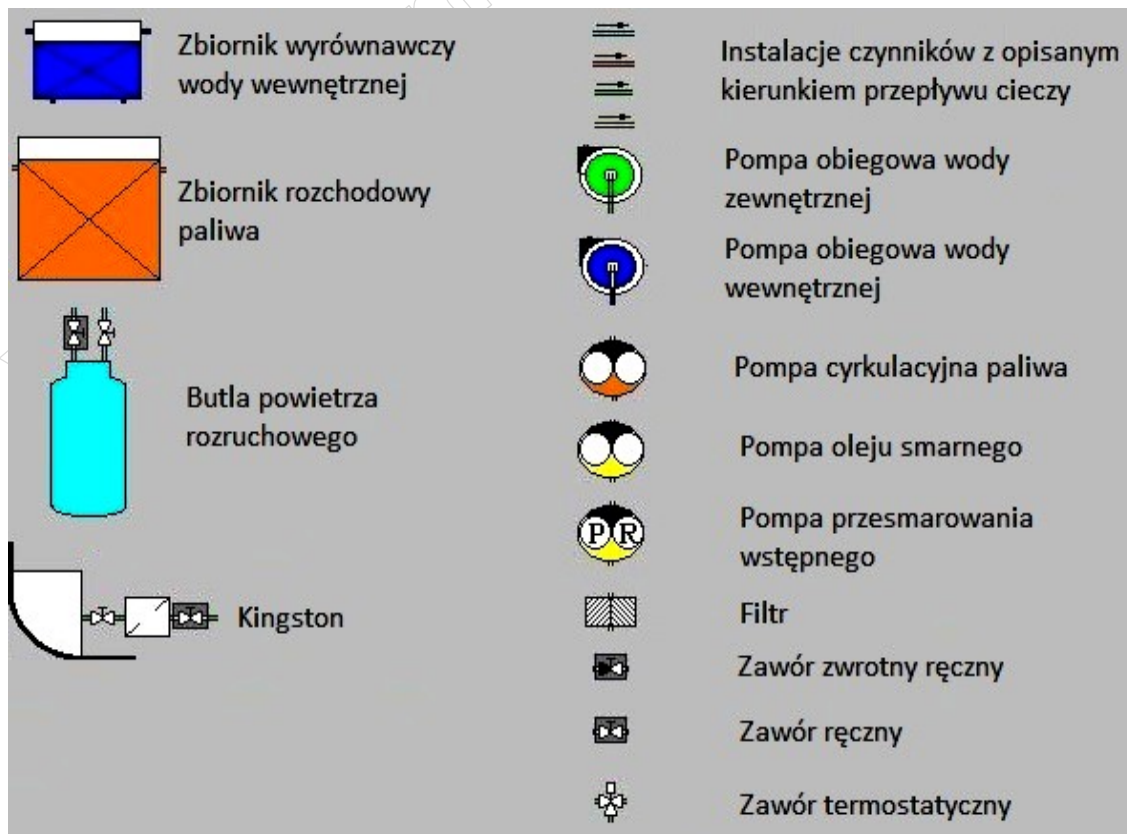 Zbiornik wyrównawczy
wody wewnętrznej
Zbiornik rozchodowy
paliwa
Butla powietrza
rozruchowego
Kingston
Instalacje czynników z opisanym
kierunkiem przepływu cieczy
Pompa obiegowa wody
zewnętrznej
Pompa obiegowa wody
wewnętrznej
Pompa cyrkulacyjna paliwa
Pompa oleju smarnego
P R
Pompa przesmarowania
wstępnego
Filtr
Zawór zwrotny ręczny
Zawór ręczny
Zawór termostatyczny